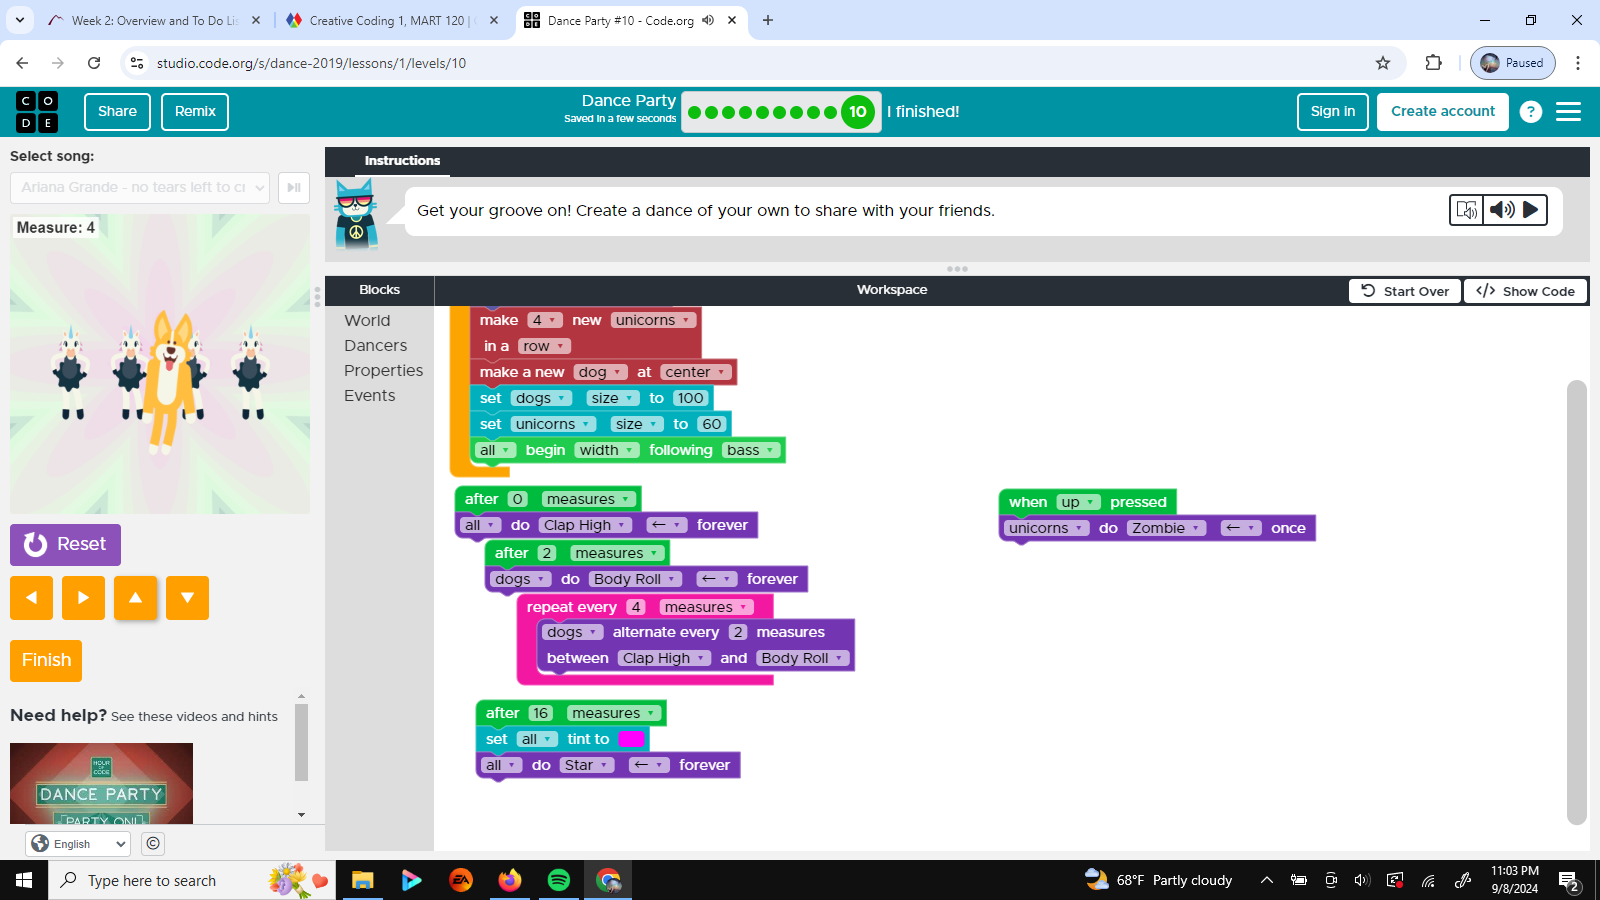 Week 2: Overview and To Do Lis
Creative Coding 1, MART 120 |
Dance Party #10 - Code.org
studio.code.org/s/dance-2019/lessons/1/levels/10
Paused
C O D E
Share
Remix
Dance Party
Saved in a few seconds
10
I finished!
Sign in
Create account
?
Select song:
Ariana Grande - no tears left to cr
Measure: 4
Instructions
Get your groove on! Create a dance of your own to share with your friends.
Blocks
Workspace
Start Over
</> Show Code
World
Dancers
Properties
Events
make 4 new unicorns
in a row
make a new dog at center
set dogs size to 100
set unicorns size to 60
all begin width following bass
after 0 measures
all do Clap High ← forever
after 2 measures
dogs do Body Roll ← forever
repeat every 4 measures
dogs alternate every 2 measures
between Clap High and Body Roll
after 16 measures
set all tint to
all do Star ← forever
when up pressed
unicorns do Zombie ← once
Reset
Finish
Need help? See these videos and hints
HOUR OF CODE
DANCE PARTY
PARTY ON!
English
©
Type here to search
EA
68°F Partly cloudy
11:03 PM
9/8/2024
2